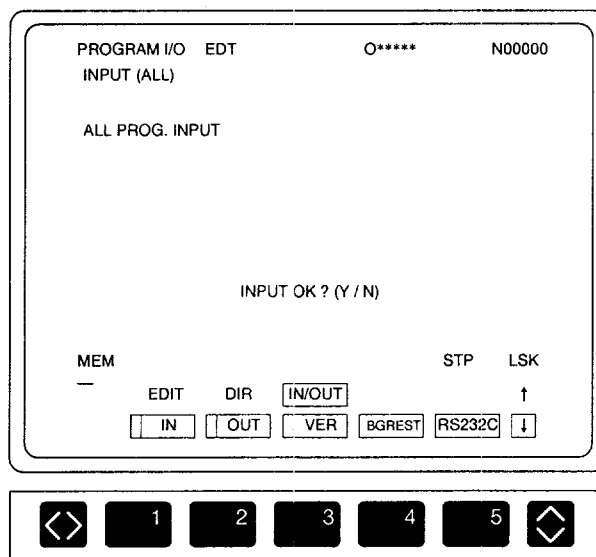 PROGRAM I/O EDT O***** N00000
INPUT (ALL)
ALL PROG. INPUT
INPUT OK ? (Y / N)
MEM STP LSK
EDIT DIR IN/OUT ↑
IN OUT VER BGREST RS232C ↓
1 2 3 4 5